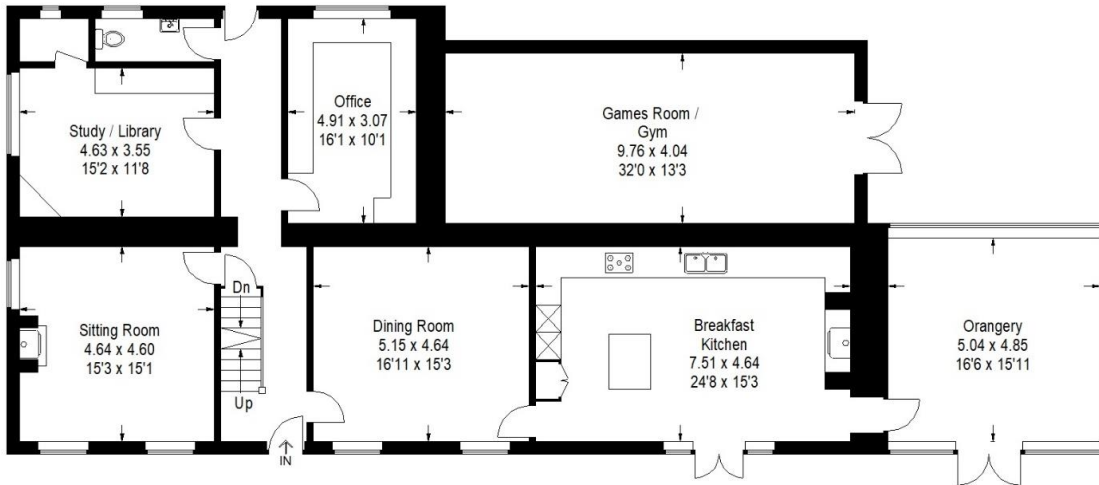 Study / Library
4.63 x 3.55
15'2 x 11'8
Office
4.91 x 3.07
16'1 x 10'1
Games Room /
Gym
9.76 x 4.04
32'0 x 13'3
Sitting Room
4.64 x 4.60
15'3 x 15'1
Dn
Up
IN
Dining Room
5.15 x 4.64
16'11 x 15'3
Breakfast
Kitchen
7.51 x 4.64
24'8 x 15'3
Orangery
5.04 x 4.85
16'6 x 15'11